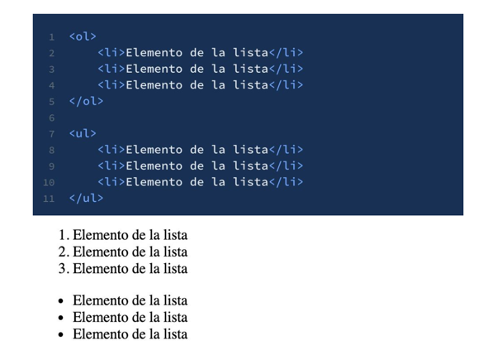 1 <ol>
2 <li>Elemento de la lista</li>
3 <li>Elemento de la lista</li>
4 <li>Elemento de la lista</li>
5 </ol>
6
7 <ul>
8 <li>Elemento de la lista</li>
9 <li>Elemento de la lista</li>
10 <li>Elemento de la lista</li>
11 </ul>
1. Elemento de la lista
2. Elemento de la lista
3. Elemento de la lista
• Elemento de la lista
• Elemento de la lista
• Elemento de la lista